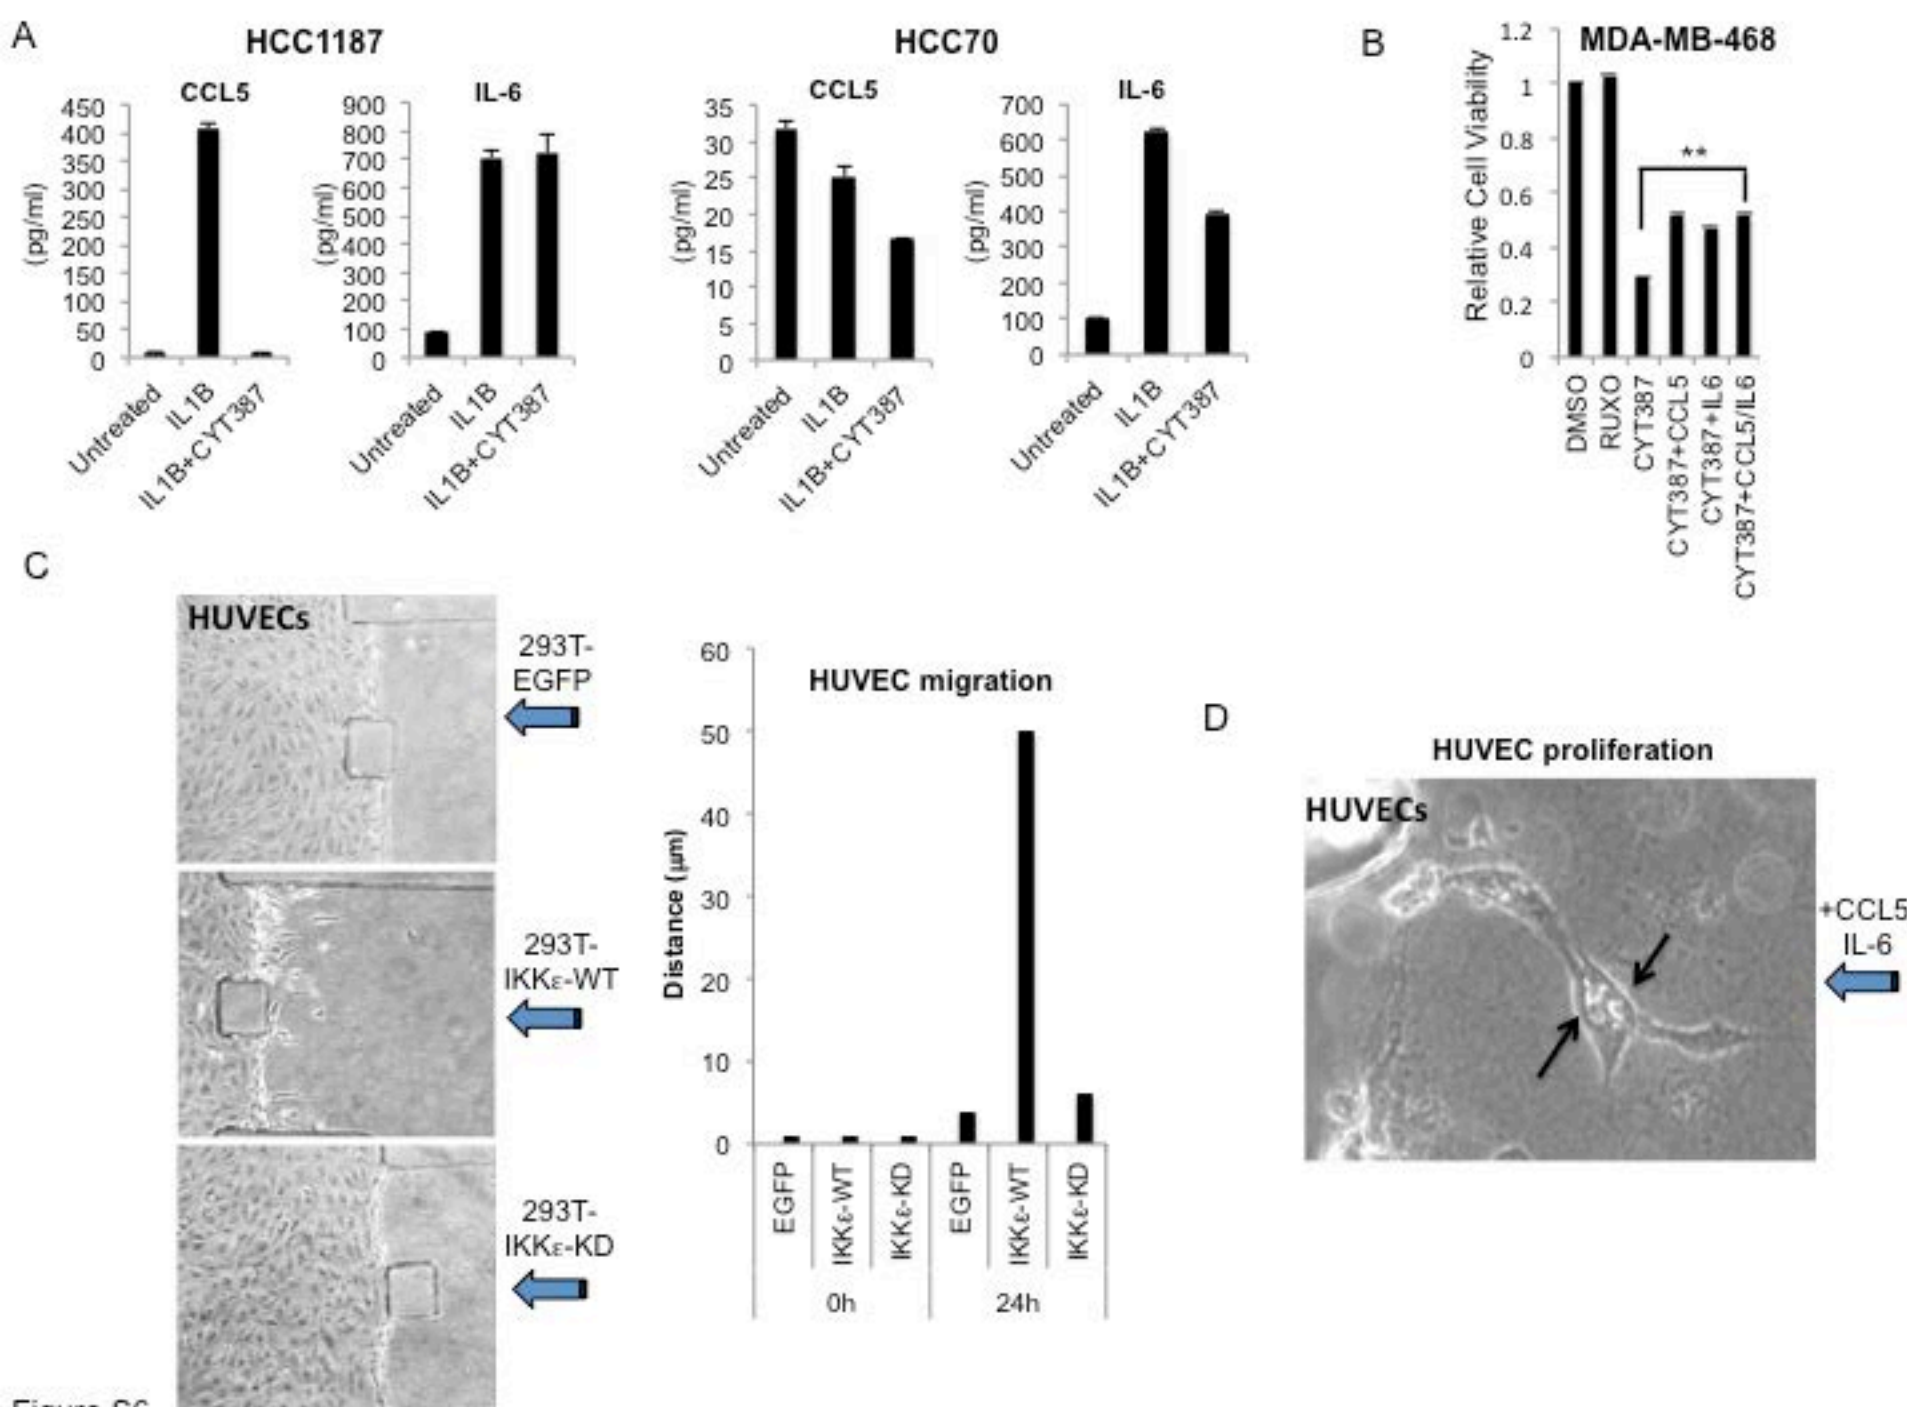 A
HCC1187
CCL5
450
400
350
300
250
200
150
100
50
0
(pg/ml)
Untreated
IL1B
IL1B+CYT387
IL-6
900
800
700
600
500
400
300
200
100
0
(pg/ml)
Untreated
IL1B
IL1B+CYT387
HCC70
CCL5
35
30
25
20
15
10
5
0
(pg/ml)
Untreated
IL1B
IL1B+CYT387
IL-6
700
600
500
400
300
200
100
0
(pg/ml)
Untreated
IL1B
IL1B+CYT387
B
MDA-MB-468
1.2
1
0.8
0.6
0.4
0.2
0
Relative Cell Viability
**
DMSO
RUXO
CYT387
CYT387+CCL5
CYT387+IL6
CYT387+CCL5/IL6
C
HUVECs
293T-
EGFP
293T-
IKKε-WT
293T-
IKKε-KD
HUVEC migration
60
50
40
30
20
10
0
Distance (μm)
EGFP
IKKε-WT
IKKε-KD
EGFP
IKKε-WT
IKKε-KD
0h
24h
D
HUVEC proliferation
HUVECs
+CCL5
IL-6
Figure S6